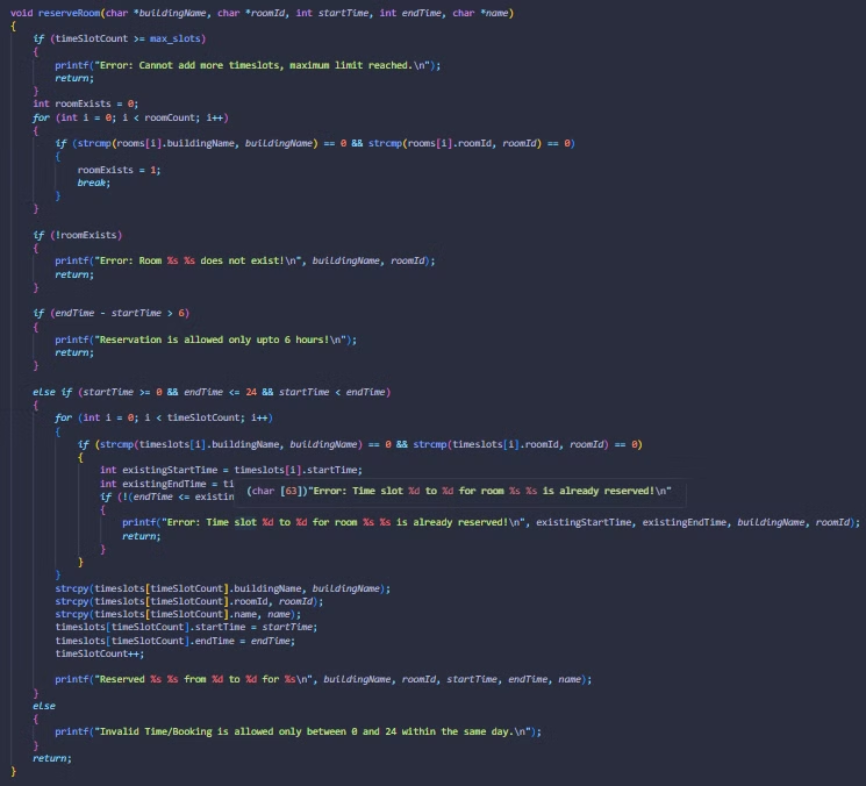 void reserveRoom(char *buildingName, char *roomId, int startTime, int endTime, char *name)
{
    if (timeSlotCount >= max_slots)
    {
        printf("Error: Cannot add more timeslots, maximum limit reached.\n");
        return;
    }
    int roomExists = 0;
    for (int i = 0; i < roomCount; i++)
    {
        if (strcmp(rooms[i].buildingName, buildingName) == 0 && strcmp(rooms[i].roomId, roomId) == 0)
        {
            roomExists = 1;
            break;
        }
    }

    if (!roomExists)
    {
        printf("Error: Room %s %s does not exist!\n", buildingName, roomId);
        return;
    }

    if (endTime - startTime > 6)
    {
        printf("Reservation is allowed only upto 6 hours!\n");
        return;
    }

    else if (startTime >= 0 && endTime <= 24 && startTime < endTime)
    {
        for (int i = 0; i < timeSlotCount; i++)
        {
            if (strcmp(timeslots[i].buildingName, buildingName) == 0 && strcmp(timeslots[i].roomId, roomId) == 0)
            {
                int existingStartTime = timeslots[i].startTime;
                int existingEndTime = ti
                (char [63])"Error: Time slot %d to %d for room %s %s is already reserved!\n"
                if (!(endTime <= existin
                {
                    printf("Error: Time slot %d to %d for room %s %s is already reserved!\n", existingStartTime, existingEndTime, buildingName, roomId);
                    return;
                }
            }
        }
        strcpy(timeslots[timeSlotCount].buildingName, buildingName);
        strcpy(timeslots[timeSlotCount].roomId, roomId);
        strcpy(timeslots[timeSlotCount].name, name);
        timeslots[timeSlotCount].startTime = startTime;
        timeslots[timeSlotCount].endTime = endTime;
        timeSlotCount++;

        printf("Reserved %s %s from %d to %d for %s\n", buildingName, roomId, startTime, endTime, name);
    }
    else
    {
        printf("Invalid Time/Booking is allowed only between 0 and 24 within the same day.\n");
    }
    return;
}